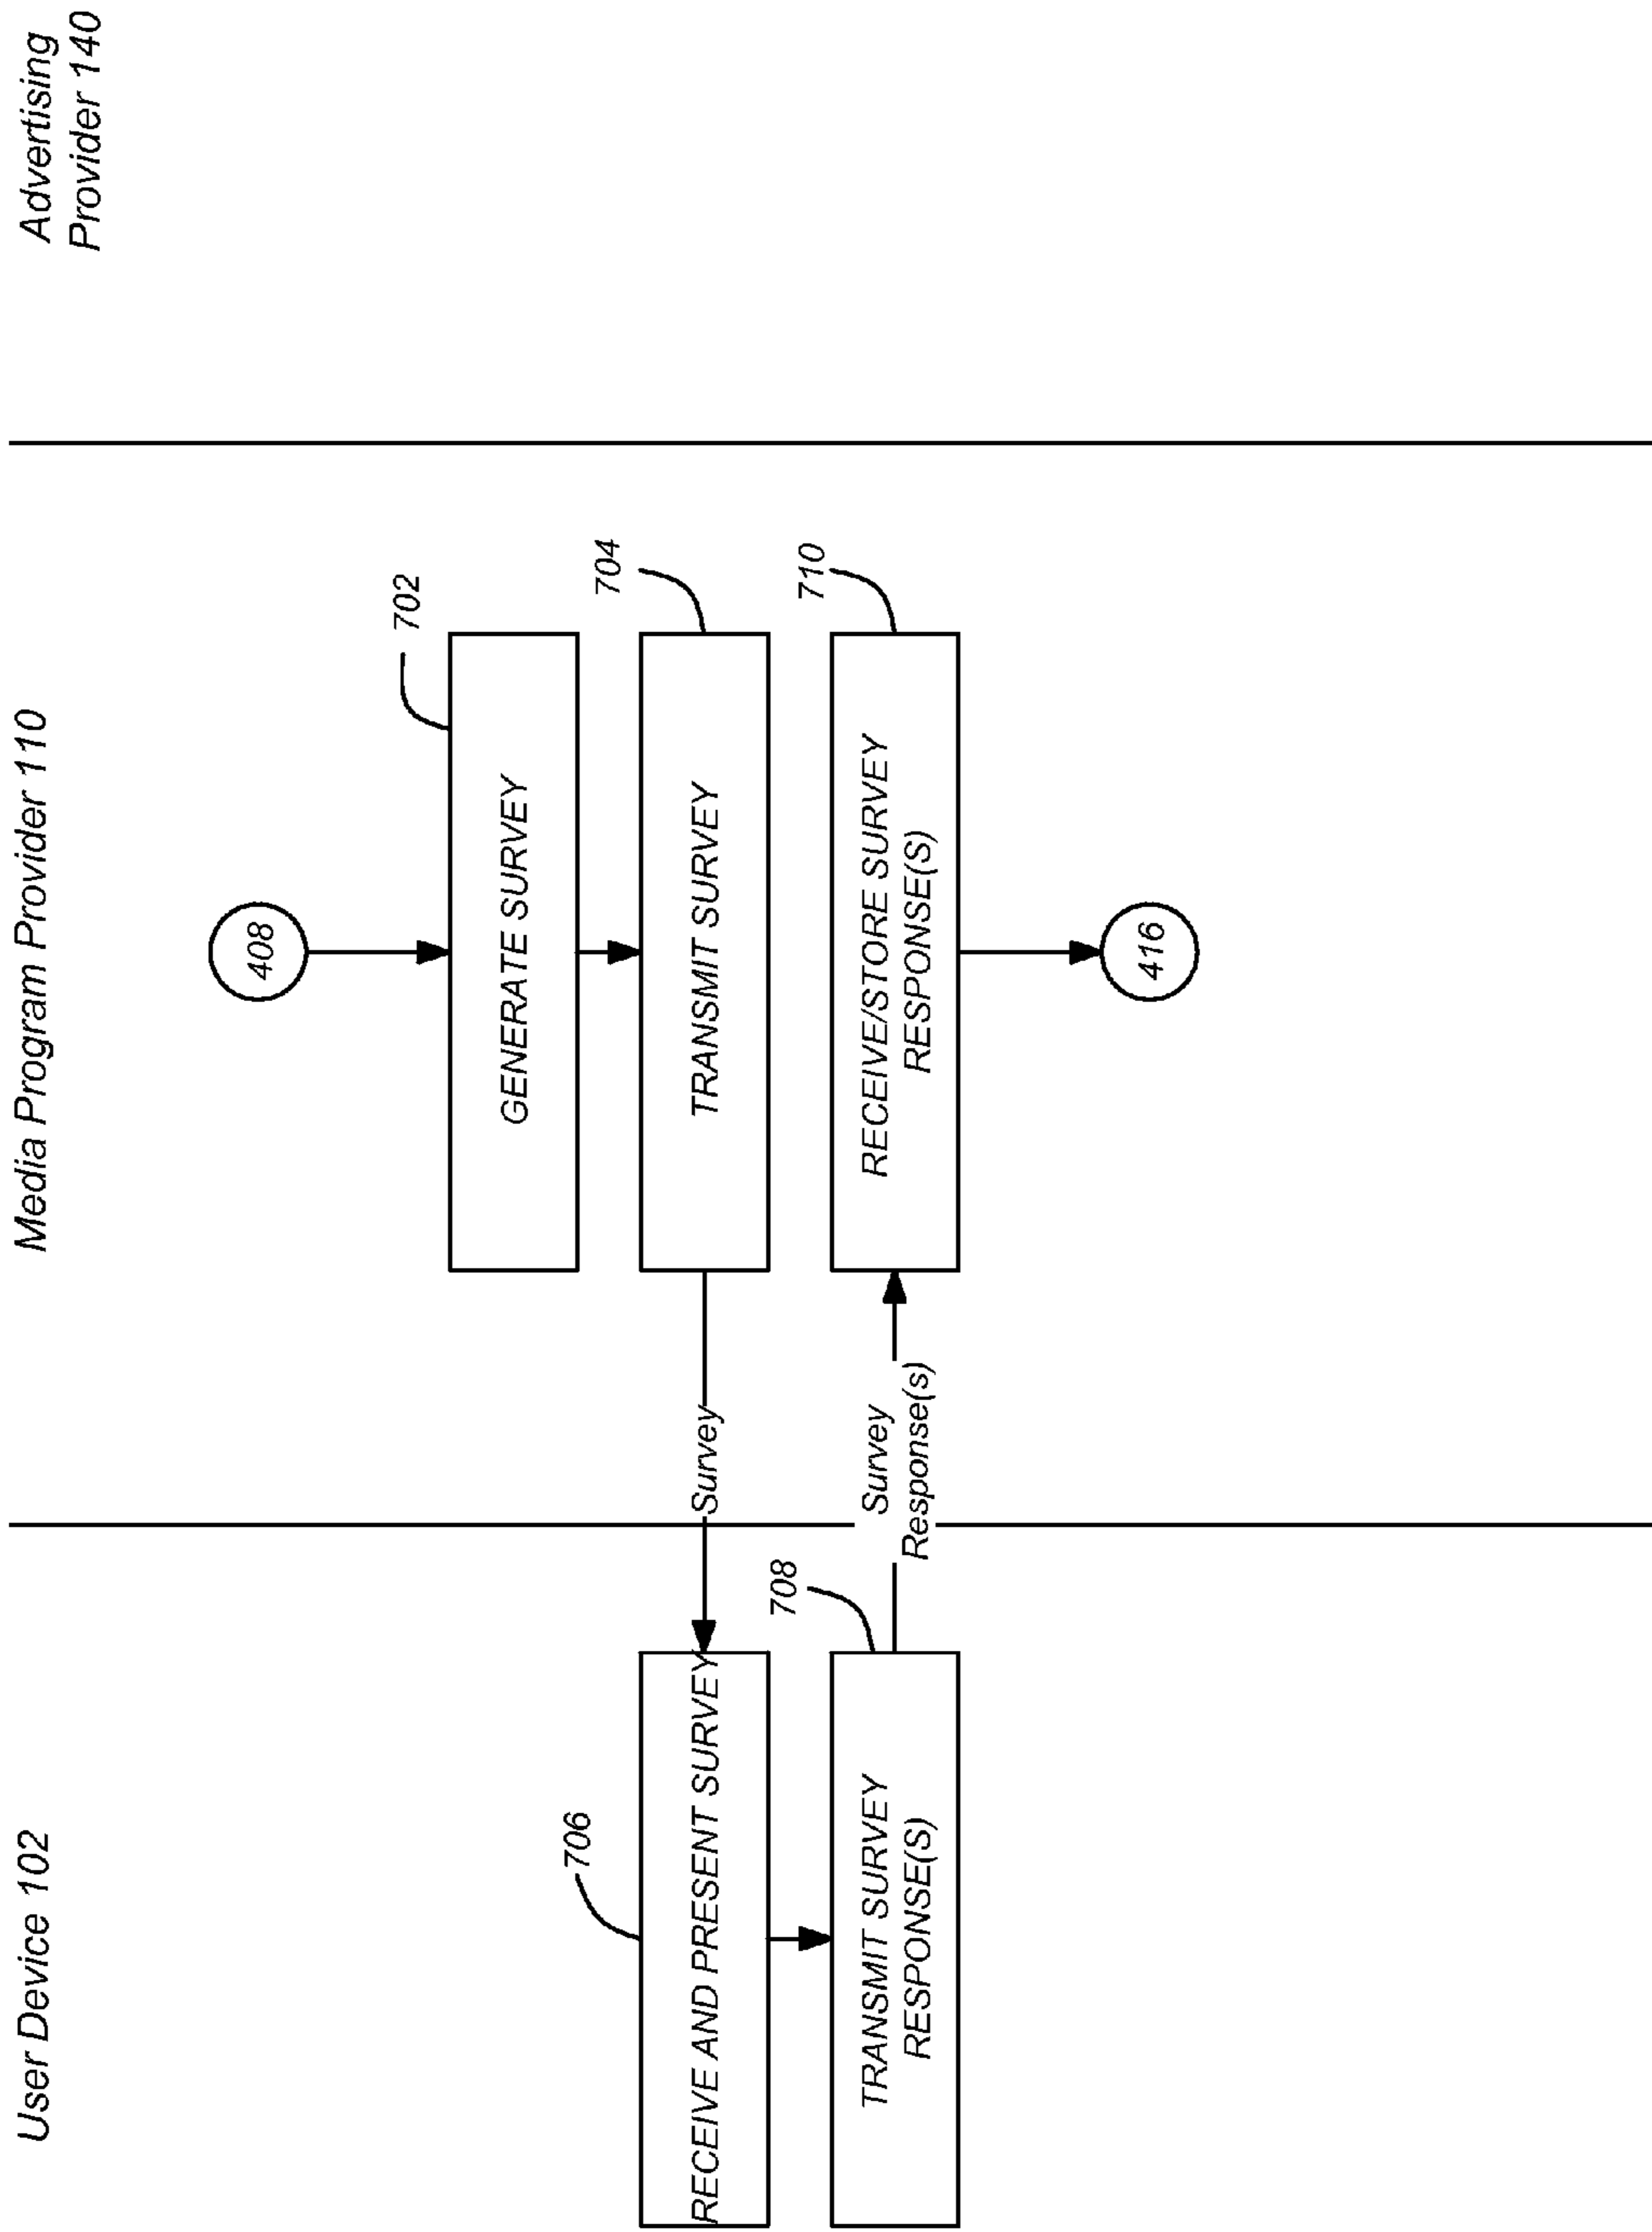 User Device 102
Media Program Provider 110
Advertising
Provider 140
408
702
GENERATE SURVEY
704
TRANSMIT SURVEY
Survey
706
RECEIVE AND PRESENT SURVEY
708
TRANSMIT SURVEY
RESPONSE(S)
Survey
Response(s)
710
RECEIVE/STORE SURVEY
RESPONSE(S)
416